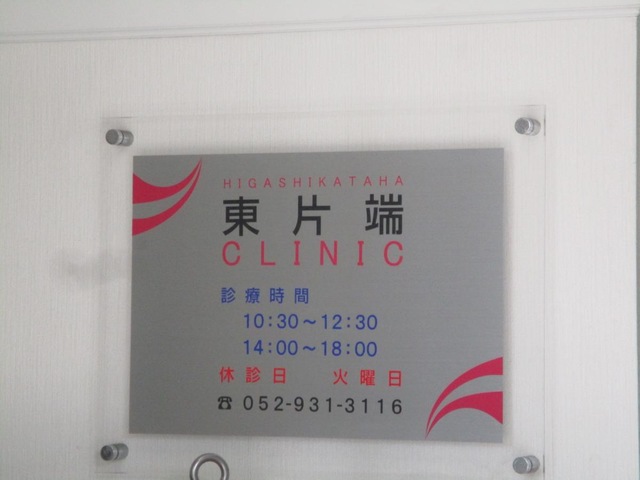 HIGASHIKATAHA
東片端
CLINIC
診療時間
10:30～12:30
14:00～18:00
休診日 火曜日
☎ 052-931-3116